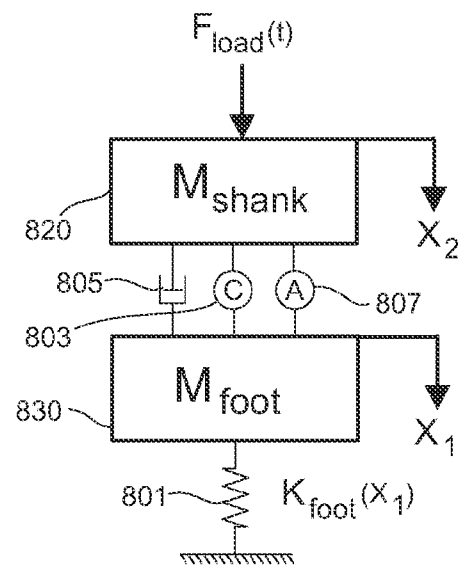 F_load(t)
M_shank
820
X_2
805
C
A
807
803
M_foot
830
X_1
801
K_foot(X_1)